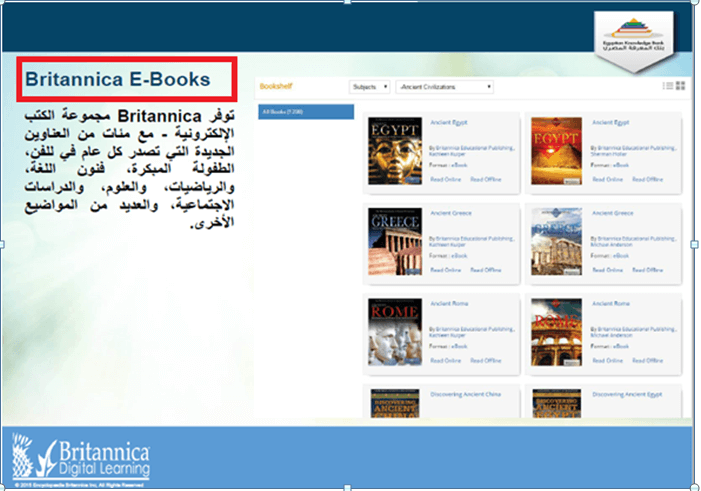 Egyptian Knowledge Bank
بنك المعرفة المصري
Britannica E-Books
توفر Britannica مجموعة الكتب
الإلكترونية - مع مئات من العناوين
الجديدة التي تصدر كل عام في للفن،
الطفولة المبكرة، فنون اللغة،
والرياضيات، والعلوم، والدراسات
الاجتماعية، والعديد من المواضيع
الأخرى.
Bookshelf
Subjects
-Ancient Civilizations
EGYPT
Ancient Egypt
By Britannica Educational Publishing,
Kathleen Kuiper
Format : eBook
Read Online Read Offline
EGYPT
Ancient Egypt
By Britannica Educational Publishing,
Sherman Hollar
Format : eBook
Read Online Read Offline
GREECE
Ancient Greece
By Britannica Educational Publishing,
Kathleen Kuiper
Format : eBook
Read Online Read Offline
GREECE
Ancient Greece
By Britannica Educational Publishing,
Michael Anderson
Format : eBook
Read Online Read Offline
ROME
Ancient Rome
By Britannica Educational Publishing,
Kathleen Kuiper
Format : eBook
Read Online Read Offline
ROME
Ancient Rome
By Britannica Educational Publishing,
Michael Anderson
Format : eBook
Read Online Read Offline
DISCOVERING
ANCIENT
Discovering Ancient China
DISCOVERING
ANCIENT
Discovering Ancient Egypt
Britannica
Digital Learning
© 2015 Encyclopaedia Britannica Inc, All Rights Reserved